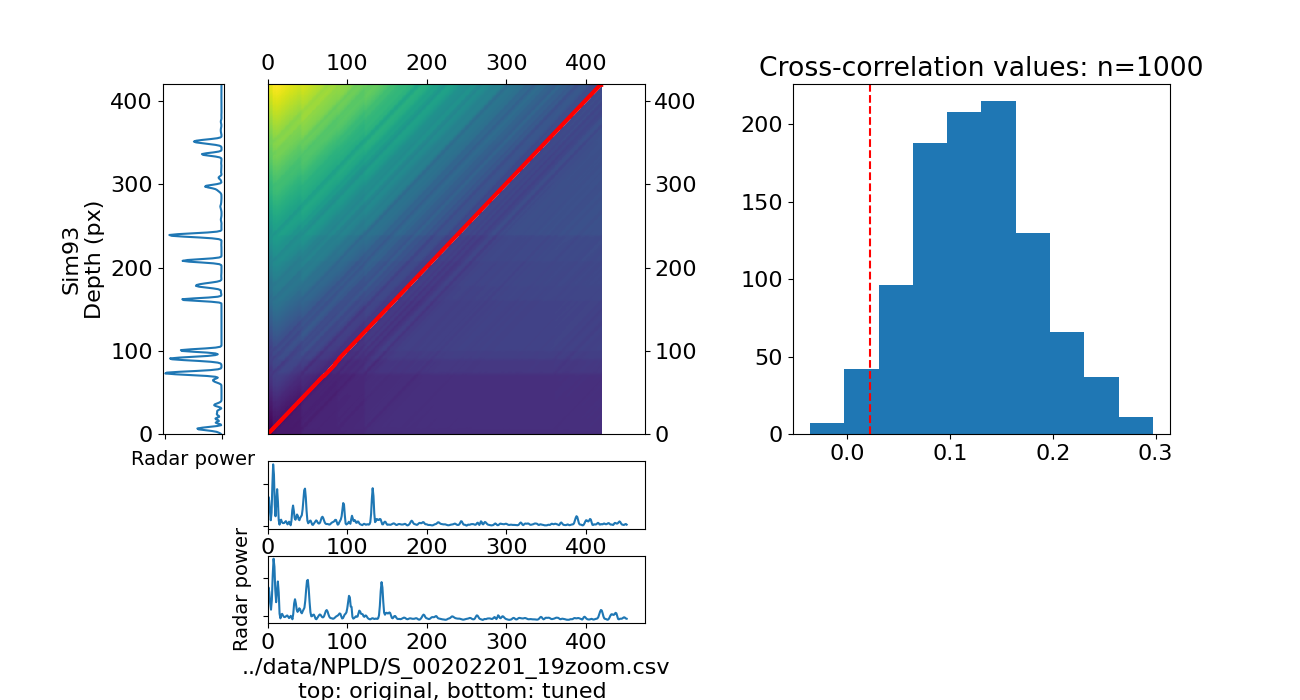 Cross-correlation values: n=1000
0 100 200 300 400
400
300
200
100
0
Sim93
Depth (px)
Radar power
400
300
200
100
0
200
150
100
50
0
0.0 0.1 0.2 0.3
0 100 200 300 400
Radar power
0 100 200 300 400
../data/NPLD/S_00202201_19zoom.csv
top: original, bottom: tuned